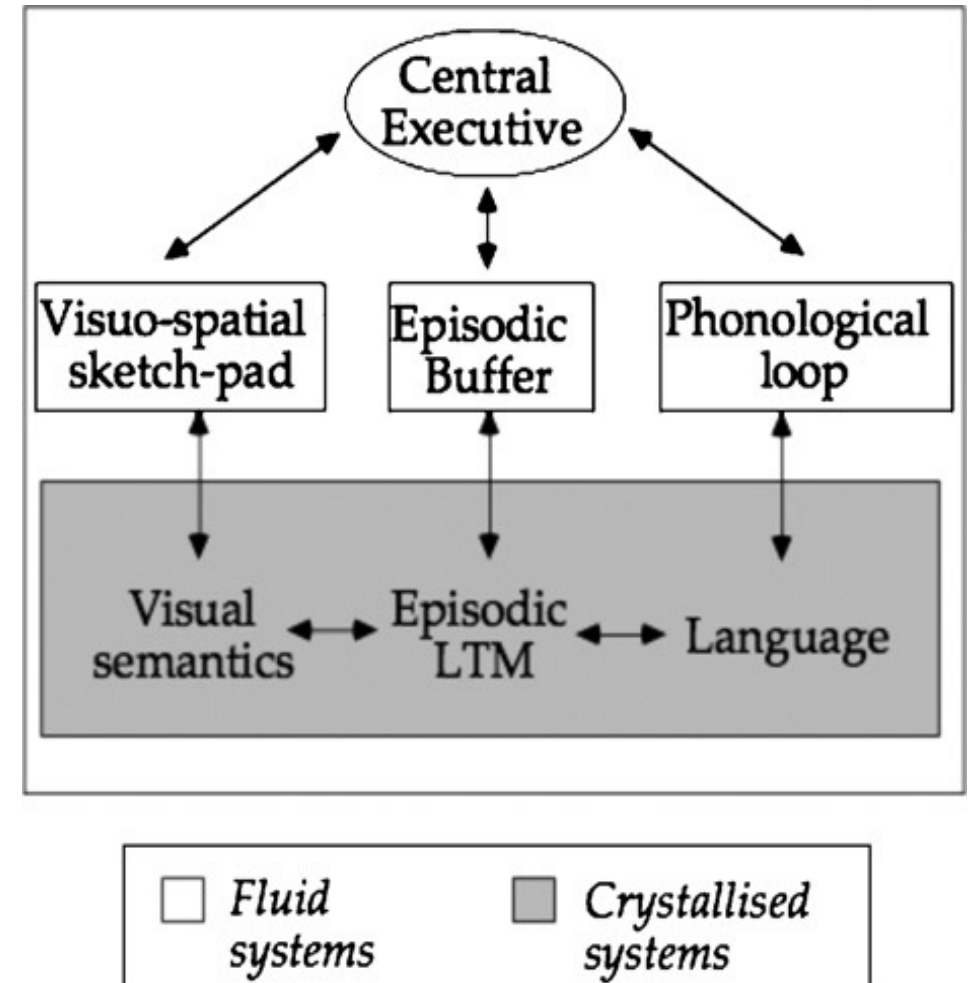 Central
Executive
Visuo-spatial
sketch-pad
Episodic
Buffer
Phonological
loop
Visual
semantics
Episodic
LTM
Language
Fluid
systems
Crystallised
systems